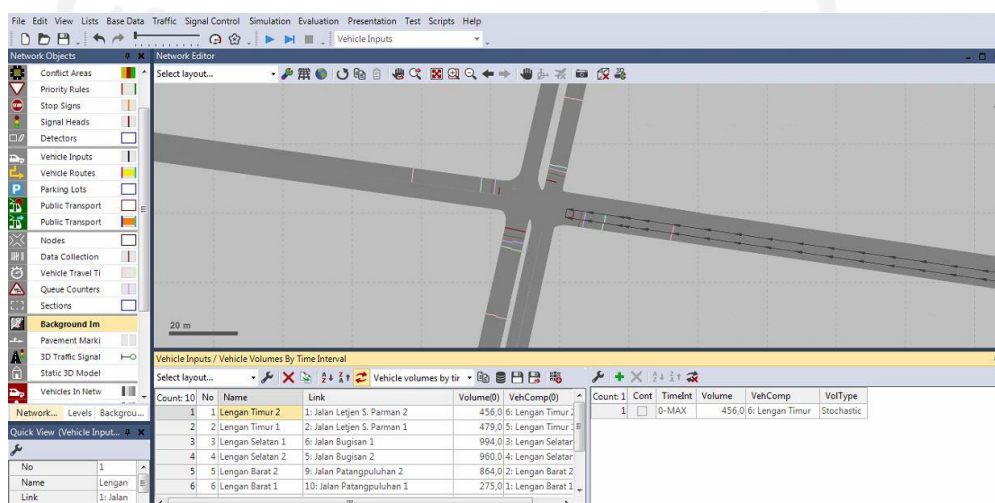 File Edit View Lists Base Data Traffic Signal Control Simulation Evaluation Presentation Test Scripts Help
Vehicle Inputs
Network Objects
Network Editor
Select layout...
Conflict Areas
Priority Rules
Stop Signs
Signal Heads
Detectors
Vehicle Inputs
Vehicle Routes
Parking Lots
Public Transport
Public Transport
Nodes
Data Collection
Vehicle Travel Ti
Queue Counters
Sections
Background Im
Pavement Marki
3D Traffic Signal
Static 3D Model
Vehicles In Netw
Network... Levels Backgrou...
20 m
Quick View (Vehicle Input...
No 1
Name Lengan
Link 1: Jalan
Vehicle Inputs / Vehicle Volumes By Time Interval
Select layout... Vehicle volumes by tir
Count: 10 No Name Link Volume(0) VehComp(0)
1 1 Lengan Timur 2 1: Jalan Letjen S. Parman 2 456,0 6: Lengan Timur
2 2 Lengan Timur 1 2: Jalan Letjen S. Parman 1 479,0 5: Lengan Timur
3 3 Lengan Selatan 1 6: Jalan Bugisan 1 994,0 3: Lengan Selatan
4 4 Lengan Selatan 2 5: Jalan Bugisan 2 960,0 4: Lengan Selatan
5 5 Lengan Barat 2 9: Jalan Patangpuluhan 2 864,0 2: Lengan Barat 2
6 6 Lengan Barat 1 10: Jalan Patangpuluhan 1 275,0 1: Lengan Barat 1
Count: 1 Cont TimeInt Volume VehComp VolType
1 0-MAX 456,0 6: Lengan Timur Stochastic